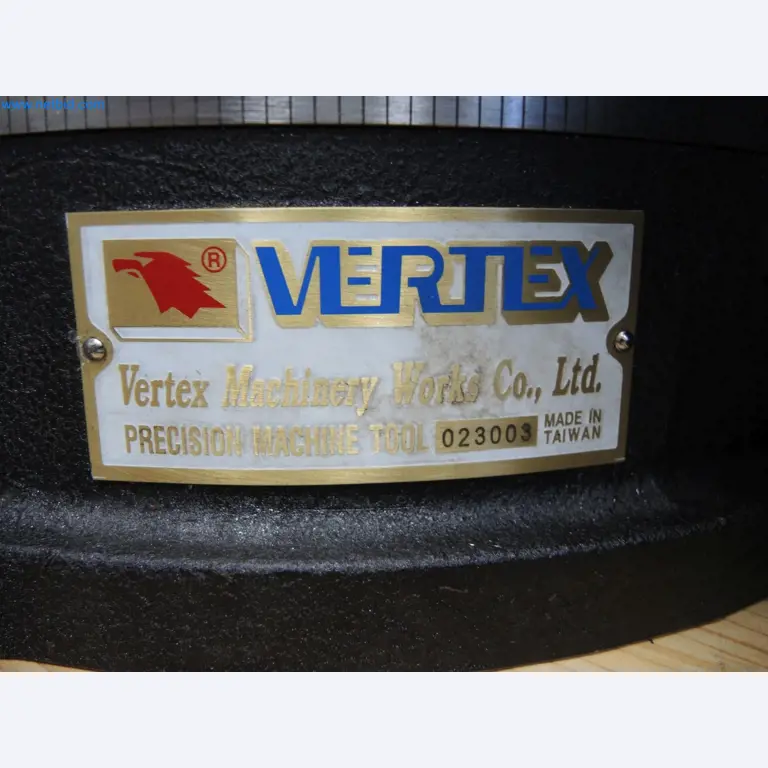 ®
VERTEX
Vertex Machinery Works Co., Ltd.
PRECISION MACHINE TOOL 023003 MADE IN
TAIWAN